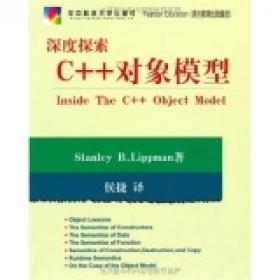 Pearson Education
深度探索
C++对象模型
Inside The C++ Object Model
Stanley B.Lippman著
侯捷 译
• Object Lessons
• The Semantics of Constructors
• The Semantics of Data
• The Semantics of Function
• Semantics of Construction,Destruction,and Copy
• Runtime Semantics
• On the Cusp of the Object Model